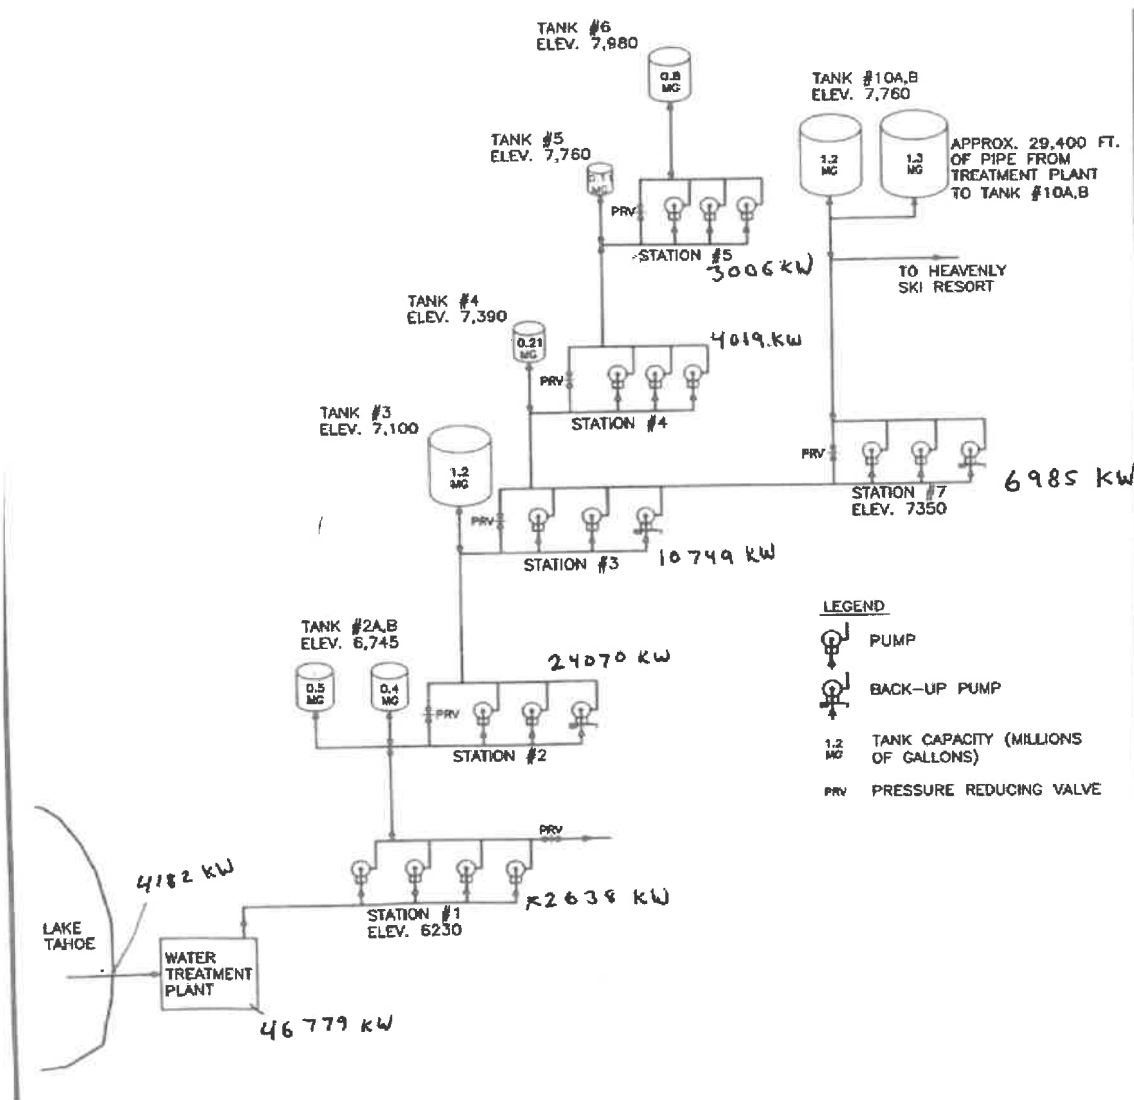 TANK #6
ELEV. 7,980
0.8
MG
TANK #10A,B
ELEV. 7,760
1.2
MG
1.2
MG
APPROX. 29,400 FT.
OF PIPE FROM
TREATMENT PLANT
TO TANK #10A,B
TANK #5
ELEV. 7,760
MG
PRV
STATION #5
3006 KW
TO HEAVENLY
SKI RESORT
TANK #4
ELEV. 7,390
0.21
MG
4019.KW
PRV
STATION #4
TANK #3
ELEV. 7,100
1.2
MG
PRV
STATION #7
ELEV. 7350
6985 KW
PRV
STATION #3
10749 KW
LEGEND
PUMP
BACK-UP PUMP
1.2
MG
TANK CAPACITY (MILLIONS
OF GALLONS)
PRV
PRESSURE REDUCING VALVE
TANK #2A,B
ELEV. 6,745
0.5
MG
0.4
MG
24070 KW
PRV
STATION #2
PRV
4182 KW
STATION #1
ELEV. 6230
2638 KW
LAKE
TAHOE
WATER
TREATMENT
PLANT
46779 KW